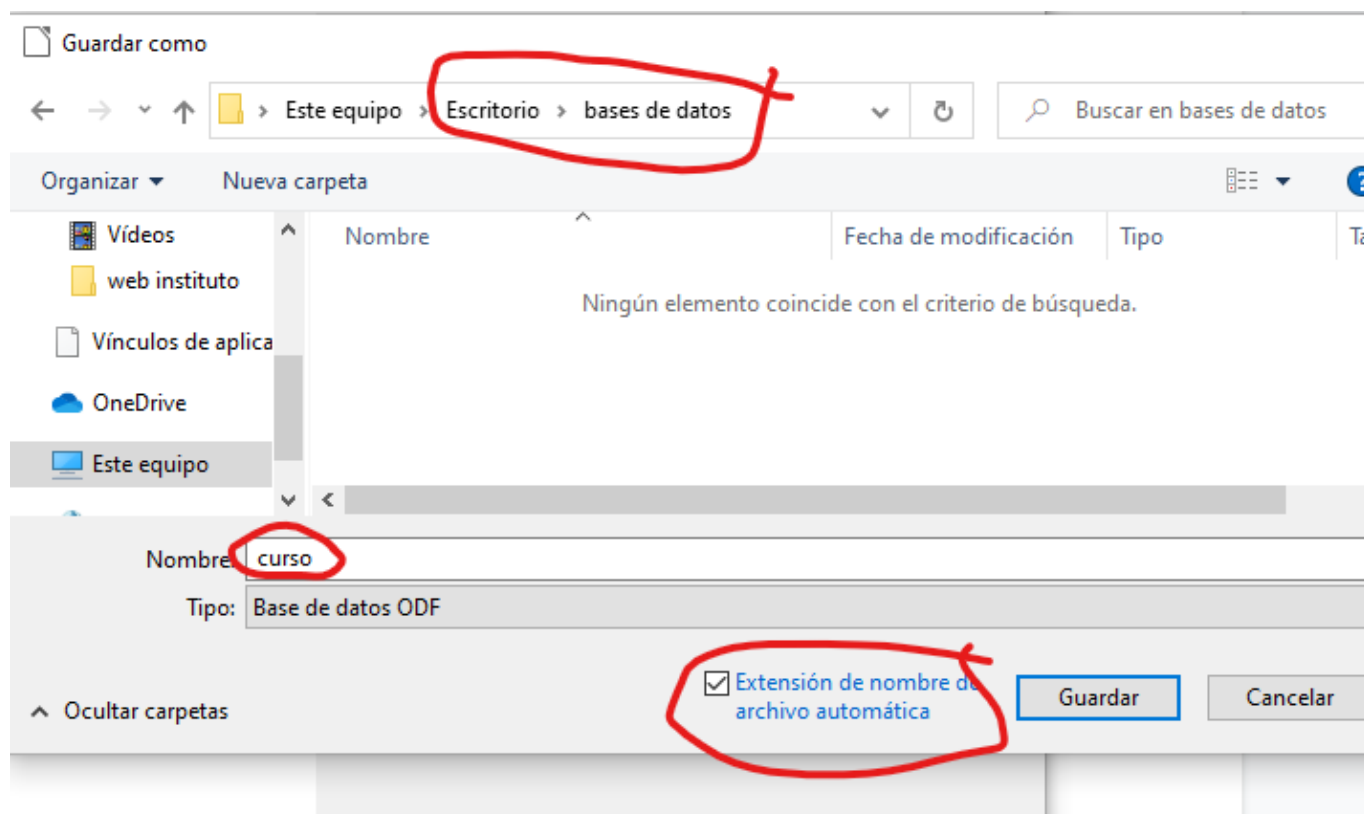 Guardar como
Este equipo > Escritorio > bases de datos
Buscar en bases de datos
Organizar
Nueva carpeta
Vídeos
web instituto
Vínculos de aplica
OneDrive
Este equipo
Nombre
Fecha de modificación
Tipo
Ningún elemento coincide con el criterio de búsqueda.
Nombre: curso
Tipo: Base de datos ODF
Extensión de nombre de
archivo automática
Guardar
Cancelar
Ocultar carpetas